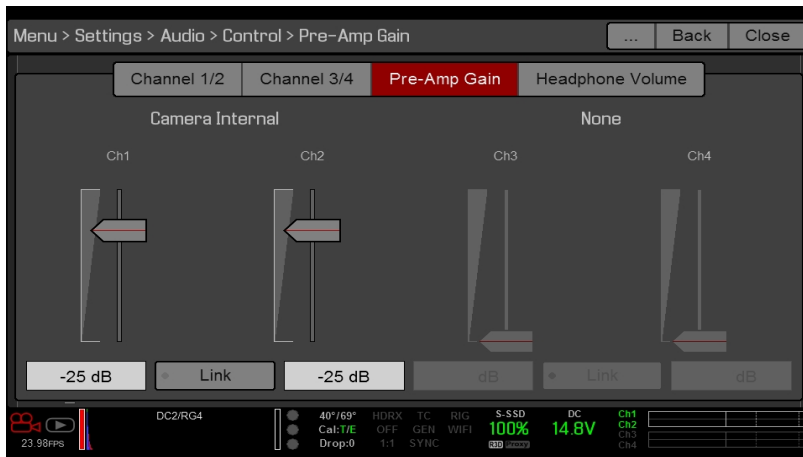 Menu > Settings > Audio > Control > Pre-Amp Gain ... Back Close
Channel 1/2 Channel 3/4 Pre-Amp Gain Headphone Volume
Camera Internal None
Ch1 Ch2 Ch3 Ch4
-25 dB Link -25 dB dB Link dB
DC2/RG4 40°/69° HDRX TC RIG S-SSD DC Ch1
Cal:T/E OFF GEN WIFI 100% 14.8V Ch2
23.98FPS Drop:0 1:1 SYNC R3D Proxy Ch3
Ch4